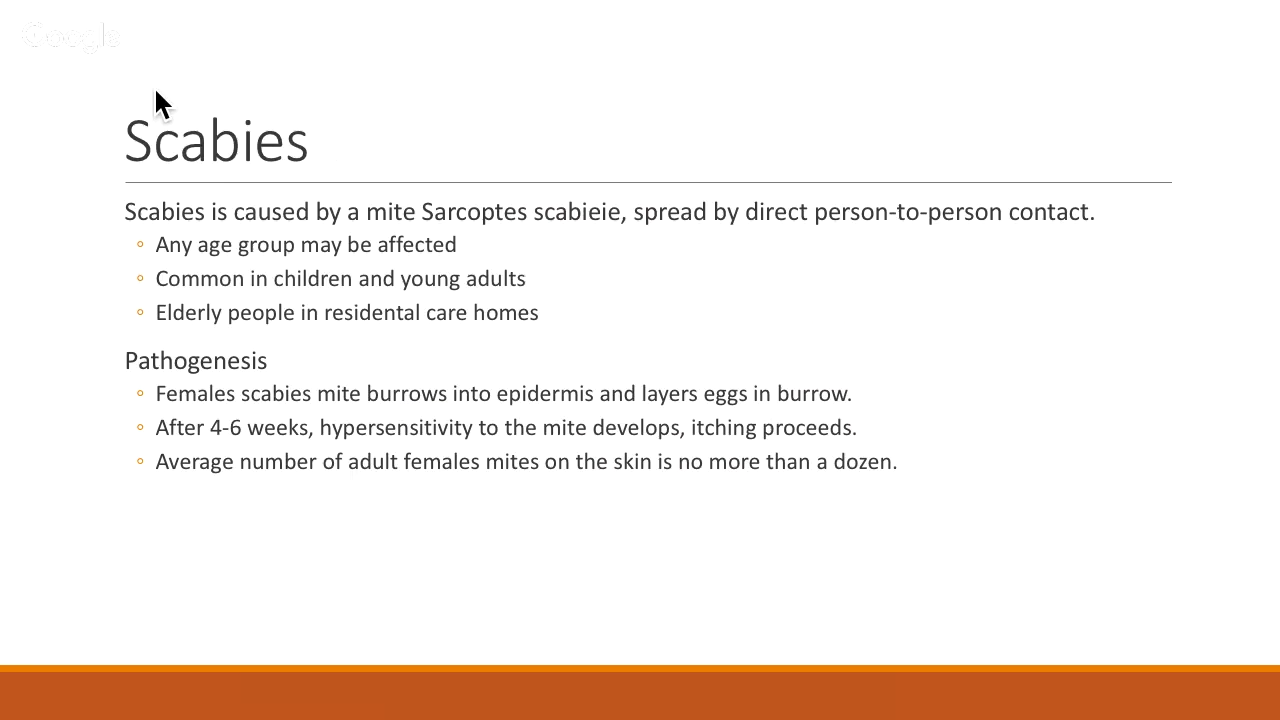 Google
Scabies
Scabies is caused by a mite Sarcoptes scabieie, spread by direct person-to-person contact.
◦ Any age group may be affected
◦ Common in children and young adults
◦ Elderly people in residental care homes
Pathogenesis
◦ Females scabies mite burrows into epidermis and layers eggs in burrow.
◦ After 4-6 weeks, hypersensitivity to the mite develops, itching proceeds.
◦ Average number of adult females mites on the skin is no more than a dozen.